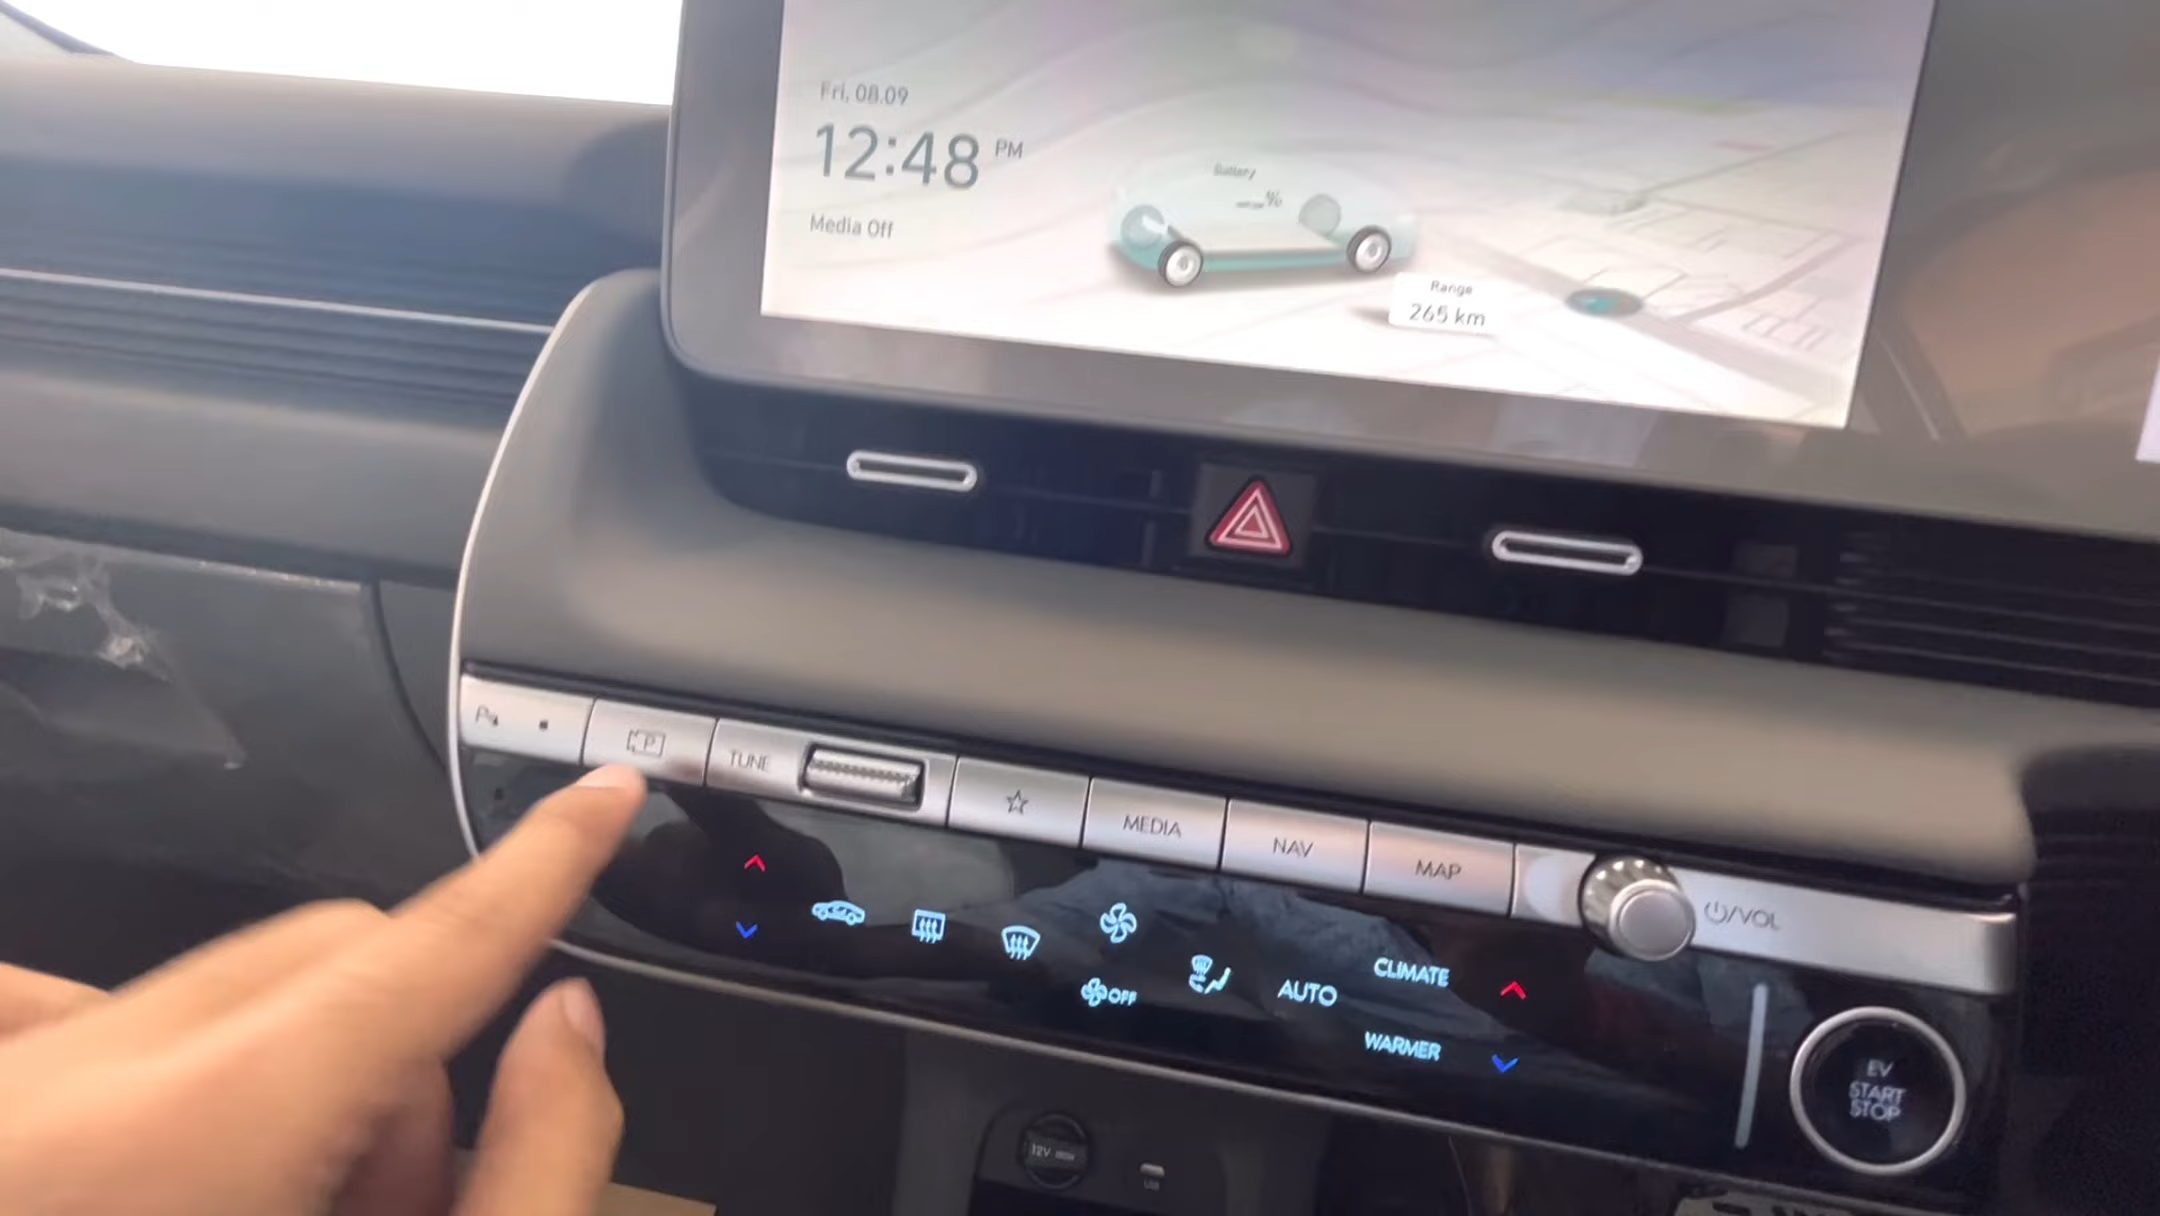 Fri, 08.09
12:48 PM
Media Off
Battery
--%
Range
265 km
P
P
TUNE
MEDIA
NAV
MAP
/VOL
OFF
AUTO
CLIMATE
WARMER
EV
START
STOP
12V
USB